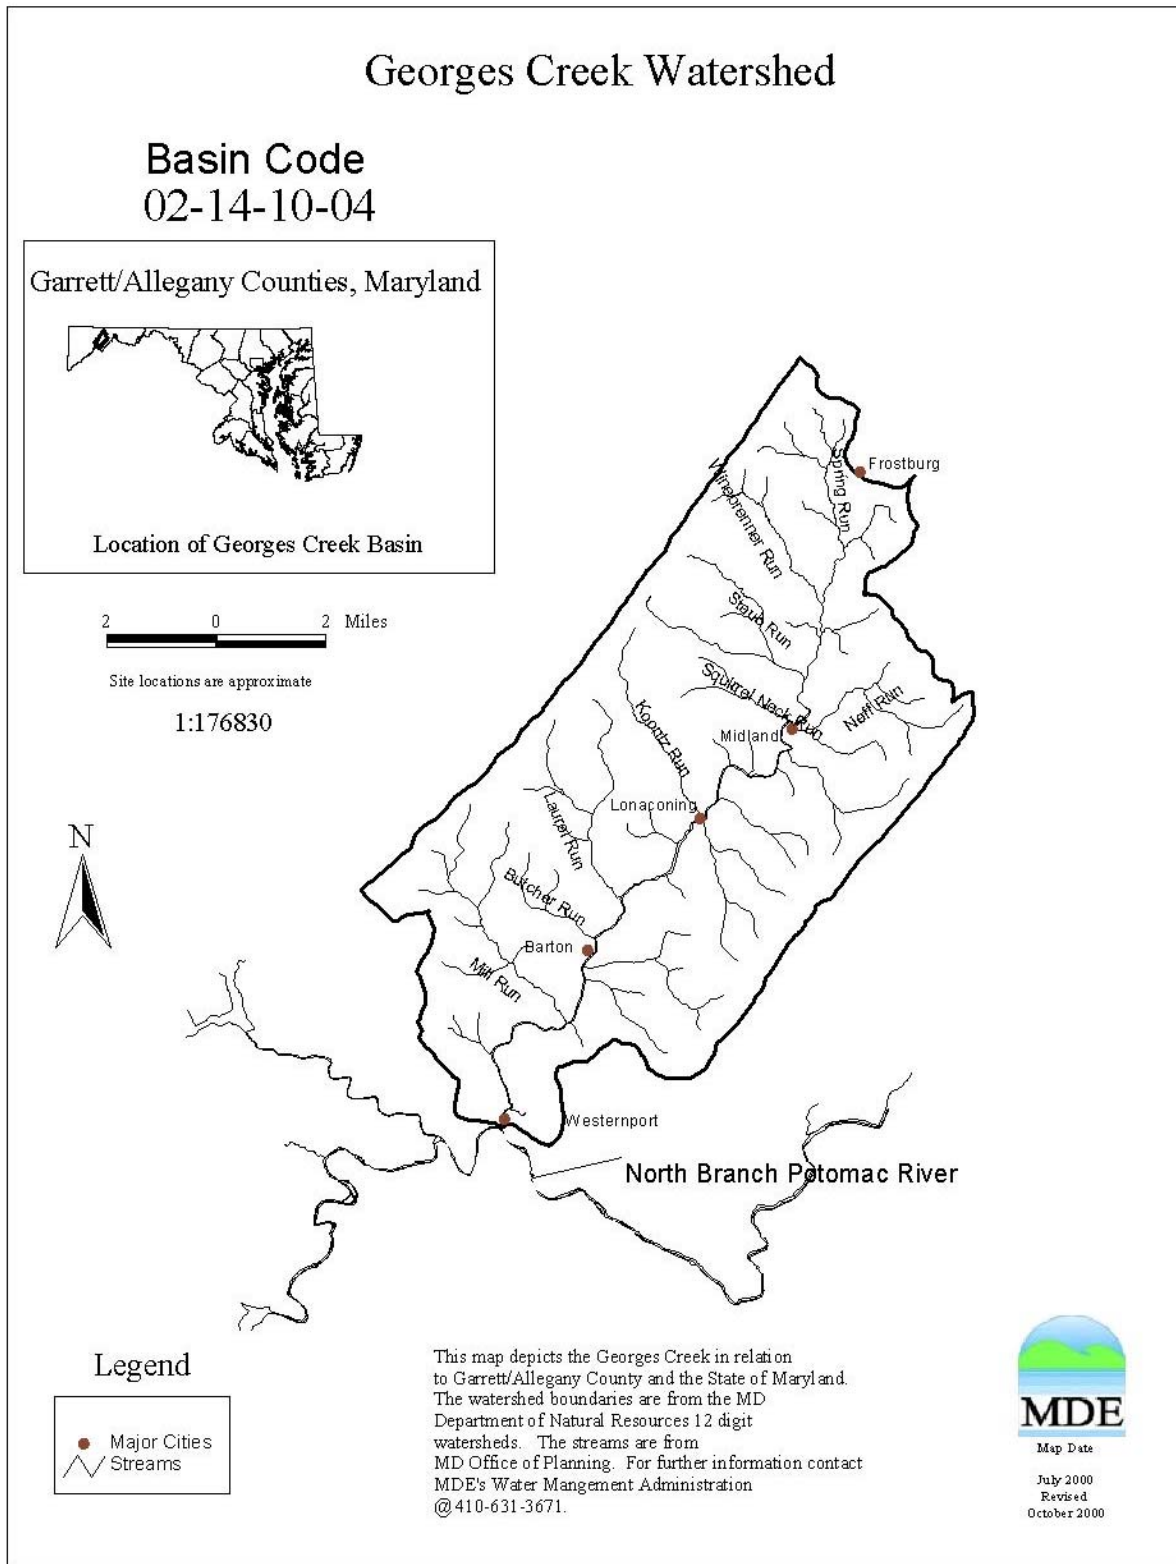 Georges Creek Watershed
Basin Code
02-14-10-04
Garrett/Allegany Counties, Maryland
Location of Georges Creek Basin
2 0 2 Miles
Site locations are approximate
1:176830
N
Frostburg
Spring Run
Winebrenner Run
Staub Run
Squirrel Neck Run
Neff Run
Midland
Koontz Run
Lonaconing
Laurel Run
Butcher Run
Barton
Mill Run
Westernport
North Branch Potomac River
Legend
Major Cities
Streams
This map depicts the Georges Creek in relation
to Garrett/Allegany County and the State of Maryland.
The watershed boundaries are from the MD
Department of Natural Resources 12 digit
watersheds. The streams are from
MD Office of Planning. For further information contact
MDE's Water Mangement Administration
@ 410-631-3671.
MDE
Map Date
July 2000
Revised
October 2000